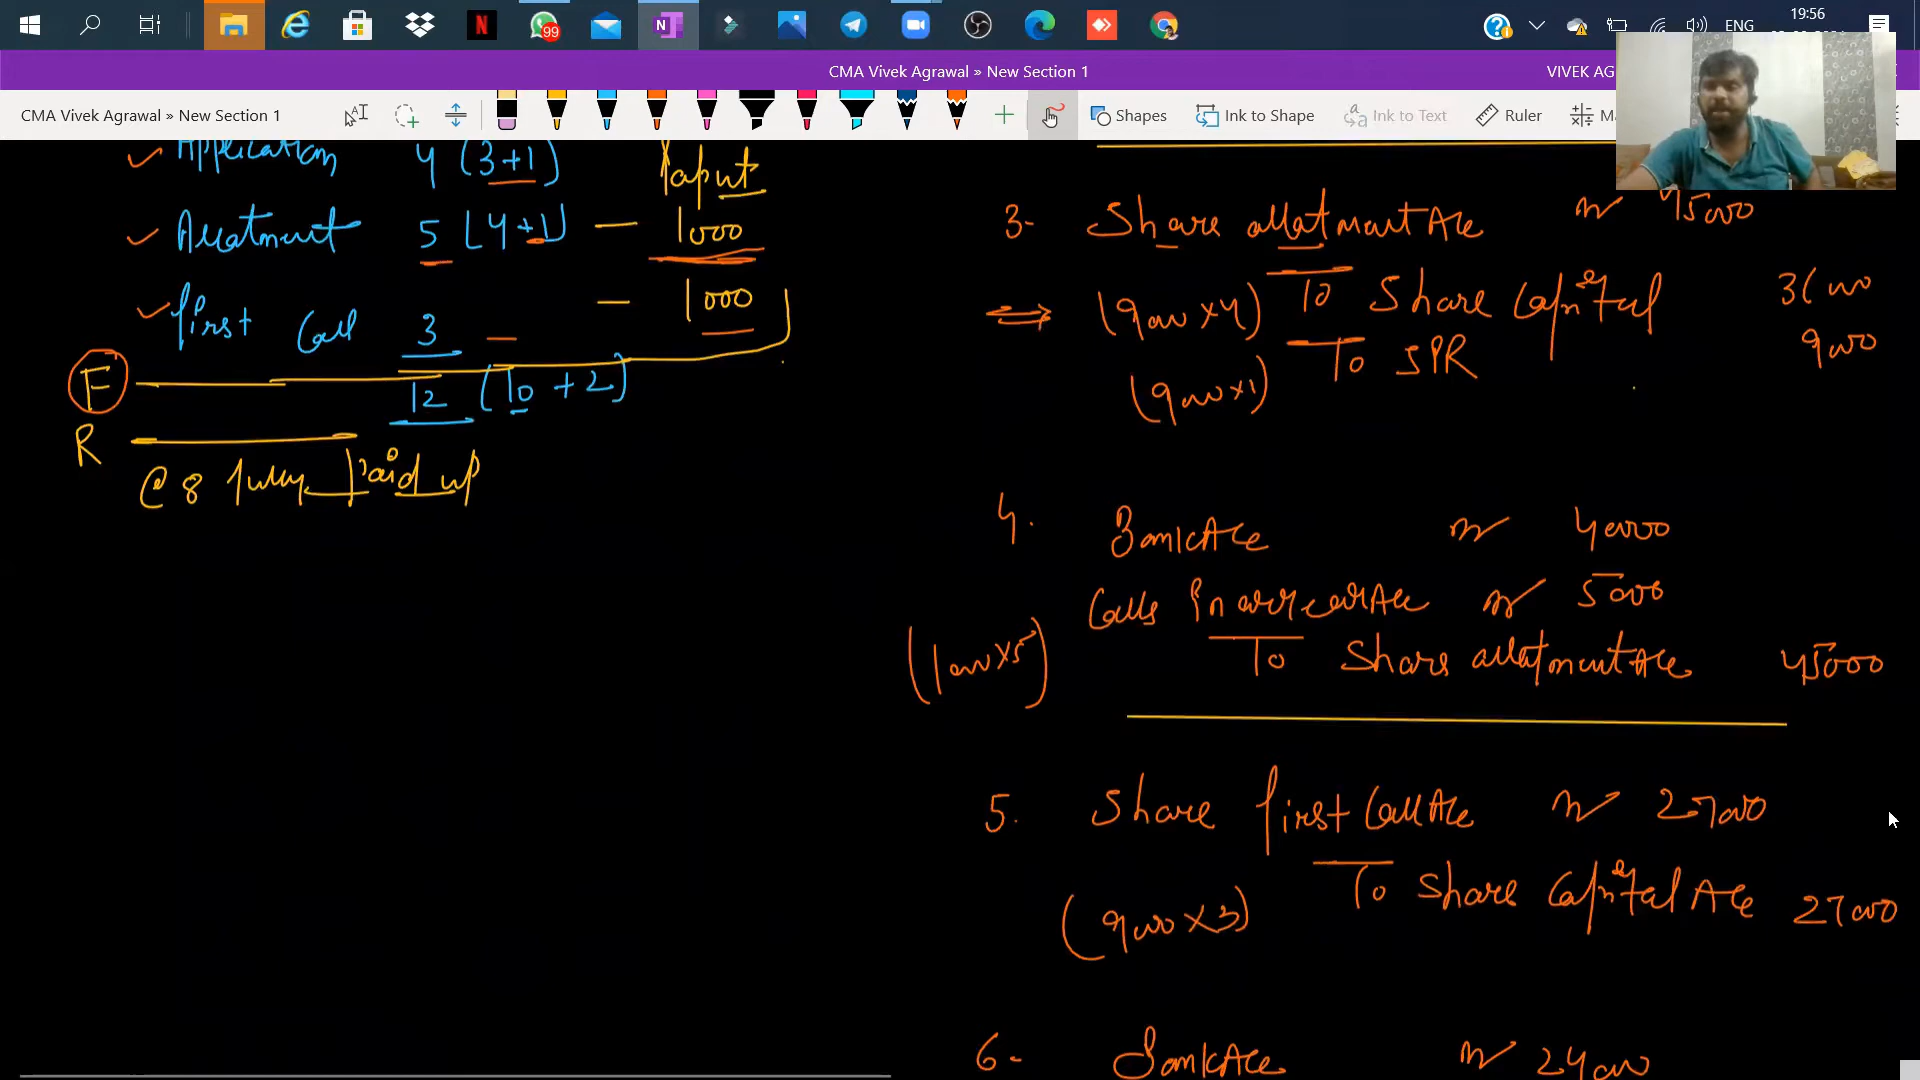 99
N
ENG
19:56
CMA Vivek Agrawal » New Section 1
VIVEK AG
CMA Vivek Agrawal » New Section 1
Shapes
Ink to Shape
Ink to Text
Ruler
Ma
Application 4 (3+1)
Allotment 5 (4+1) — 1000
First Call 3 — 1000
F 12 (10+2)
R
@ 8 fully paid up
3- Share allotment A/c Dr 45000
(9000×4) To Share Capital 36000
(9000×1) To SPR 9000
4. Bank A/c Dr 40000
Calls in arrear A/c Dr 5000
(1000×5) To Share allotment A/c 45000
5. Share First Call A/c Dr 27000
To Share Capital A/c 27000
(9000×3)
6- Bank A/c Dr 24000